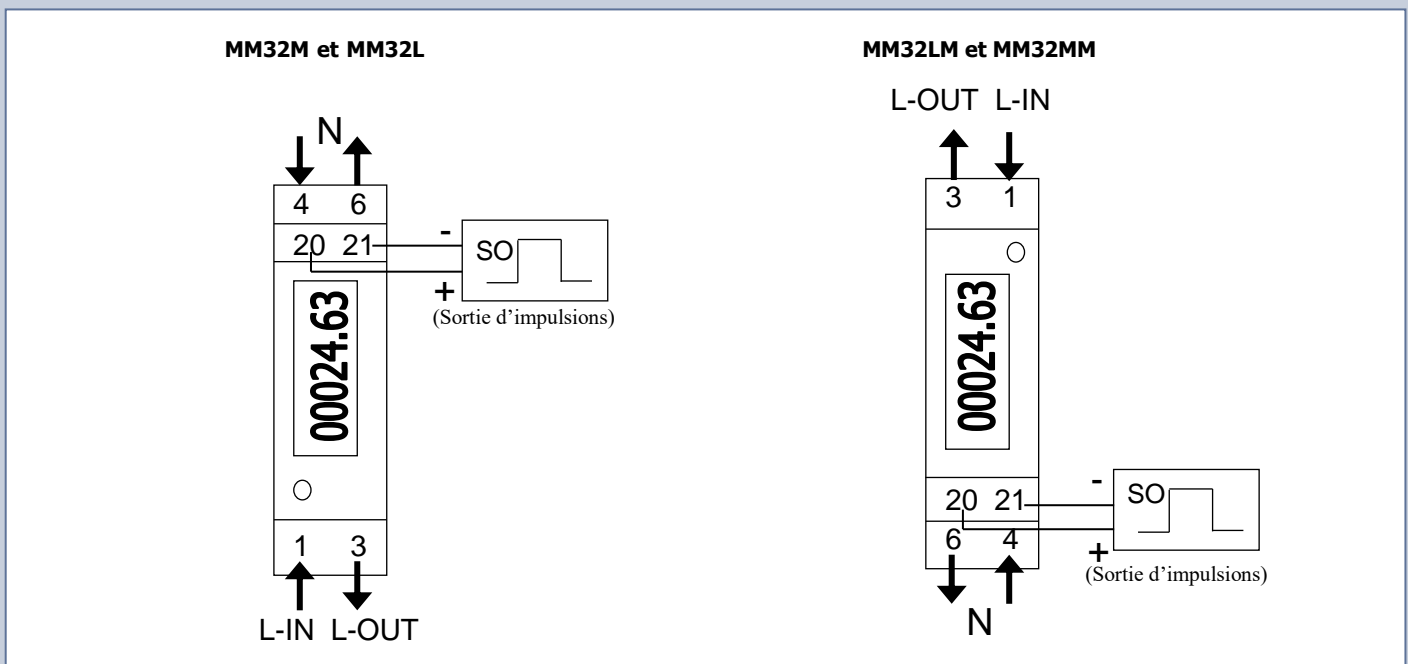 MM32M et MM32L
N
4 6
20 21
-
SO
+
(Sortie d'impulsions)
00024.63
1 3
L-IN L-OUT
MM32LM et MM32MM
L-OUT L-IN
3 1
00024.63
20 21
-
SO
6 4
+
(Sortie d'impulsions)
N